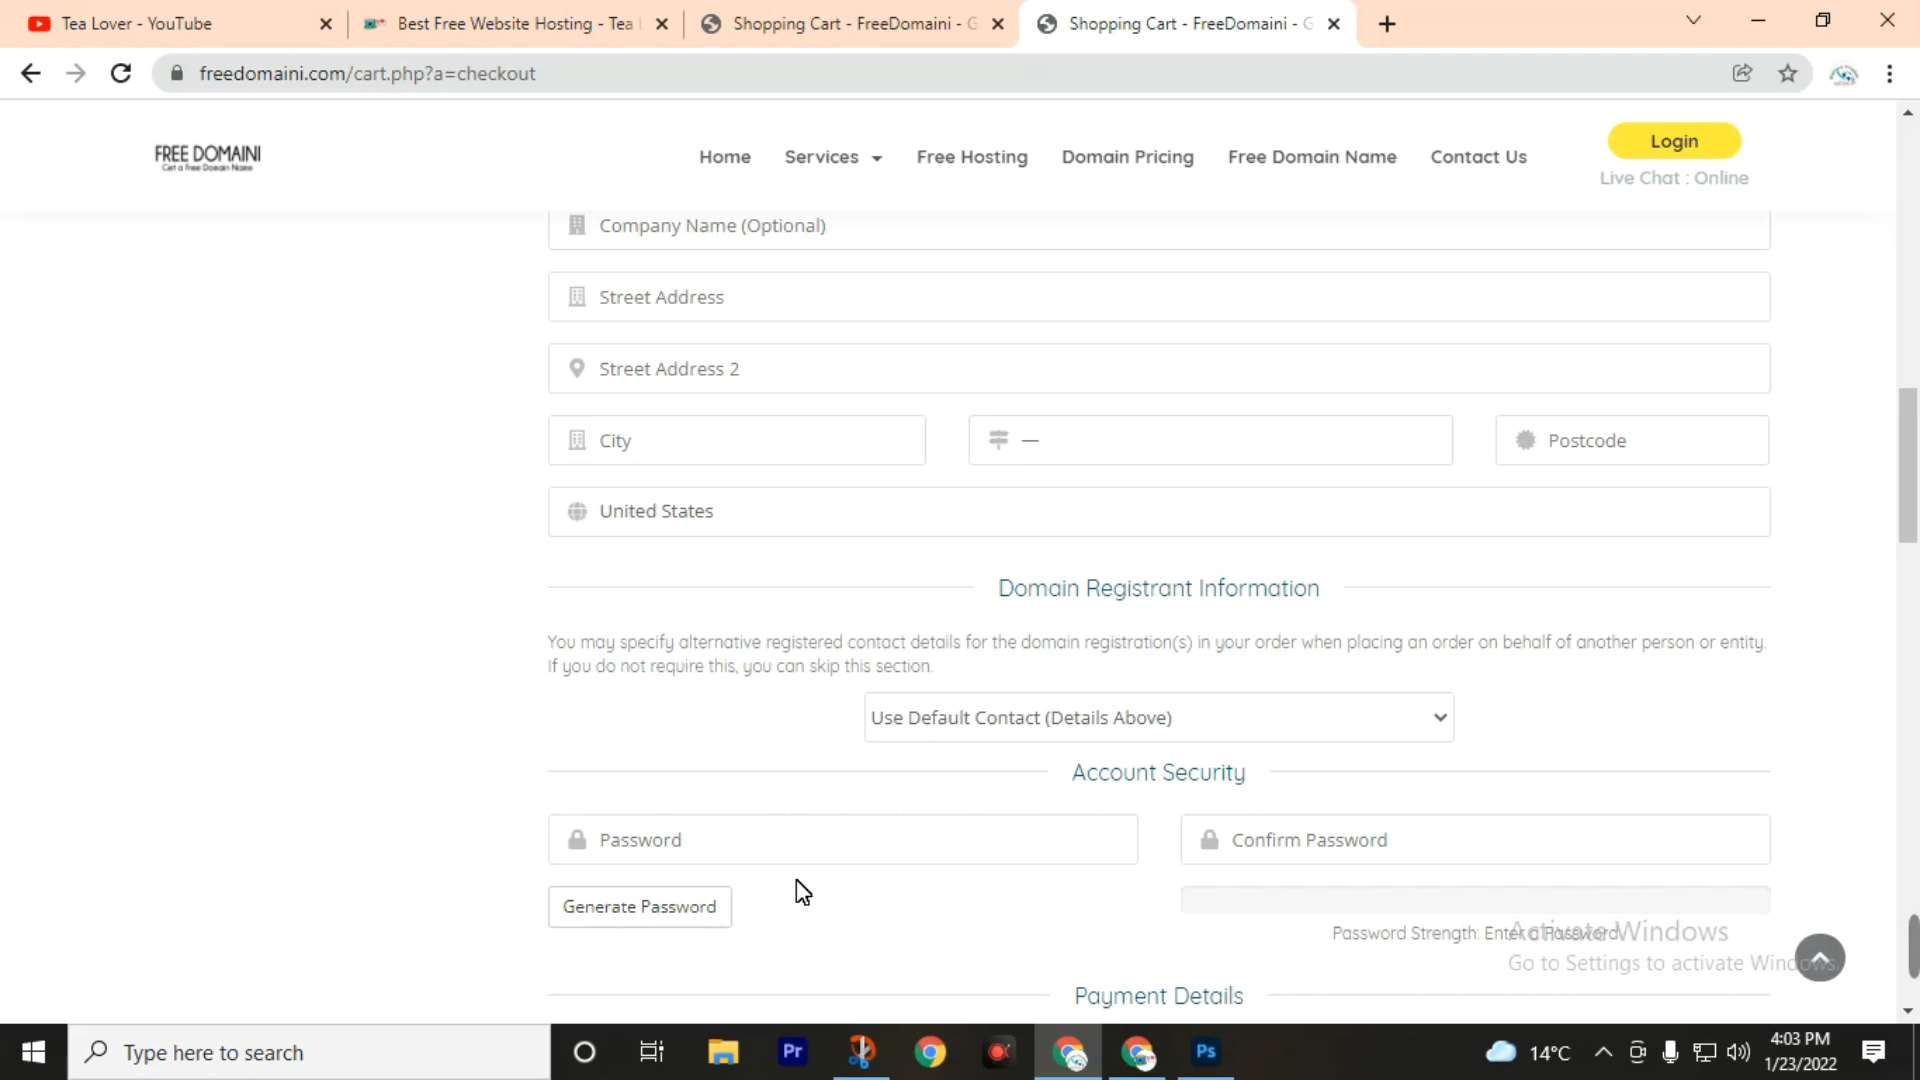 Tea Lover - YouTube
Best Free Website Hosting - Tea
Shopping Cart - FreeDomaini - G
Shopping Cart - FreeDomaini - G
freedomaini.com/cart.php?a=checkout
FREE DOMAINI
Get a Free Domain Name
Home
Services
Free Hosting
Domain Pricing
Free Domain Name
Contact Us
Login
Live Chat : Online
Company Name (Optional)
Street Address
Street Address 2
City
—
Postcode
United States
Domain Registrant Information
You may specify alternative registered contact details for the domain registration(s) in your order when placing an order on behalf of another person or entity.
If you do not require this, you can skip this section.
Use Default Contact (Details Above)
Account Security
Password
Confirm Password
Generate Password
Password Strength: Enter a Password
Activate Windows
Go to Settings to activate Windows.
Payment Details
Type here to search
Pr
Ps
14°C
4:03 PM
1/23/2022